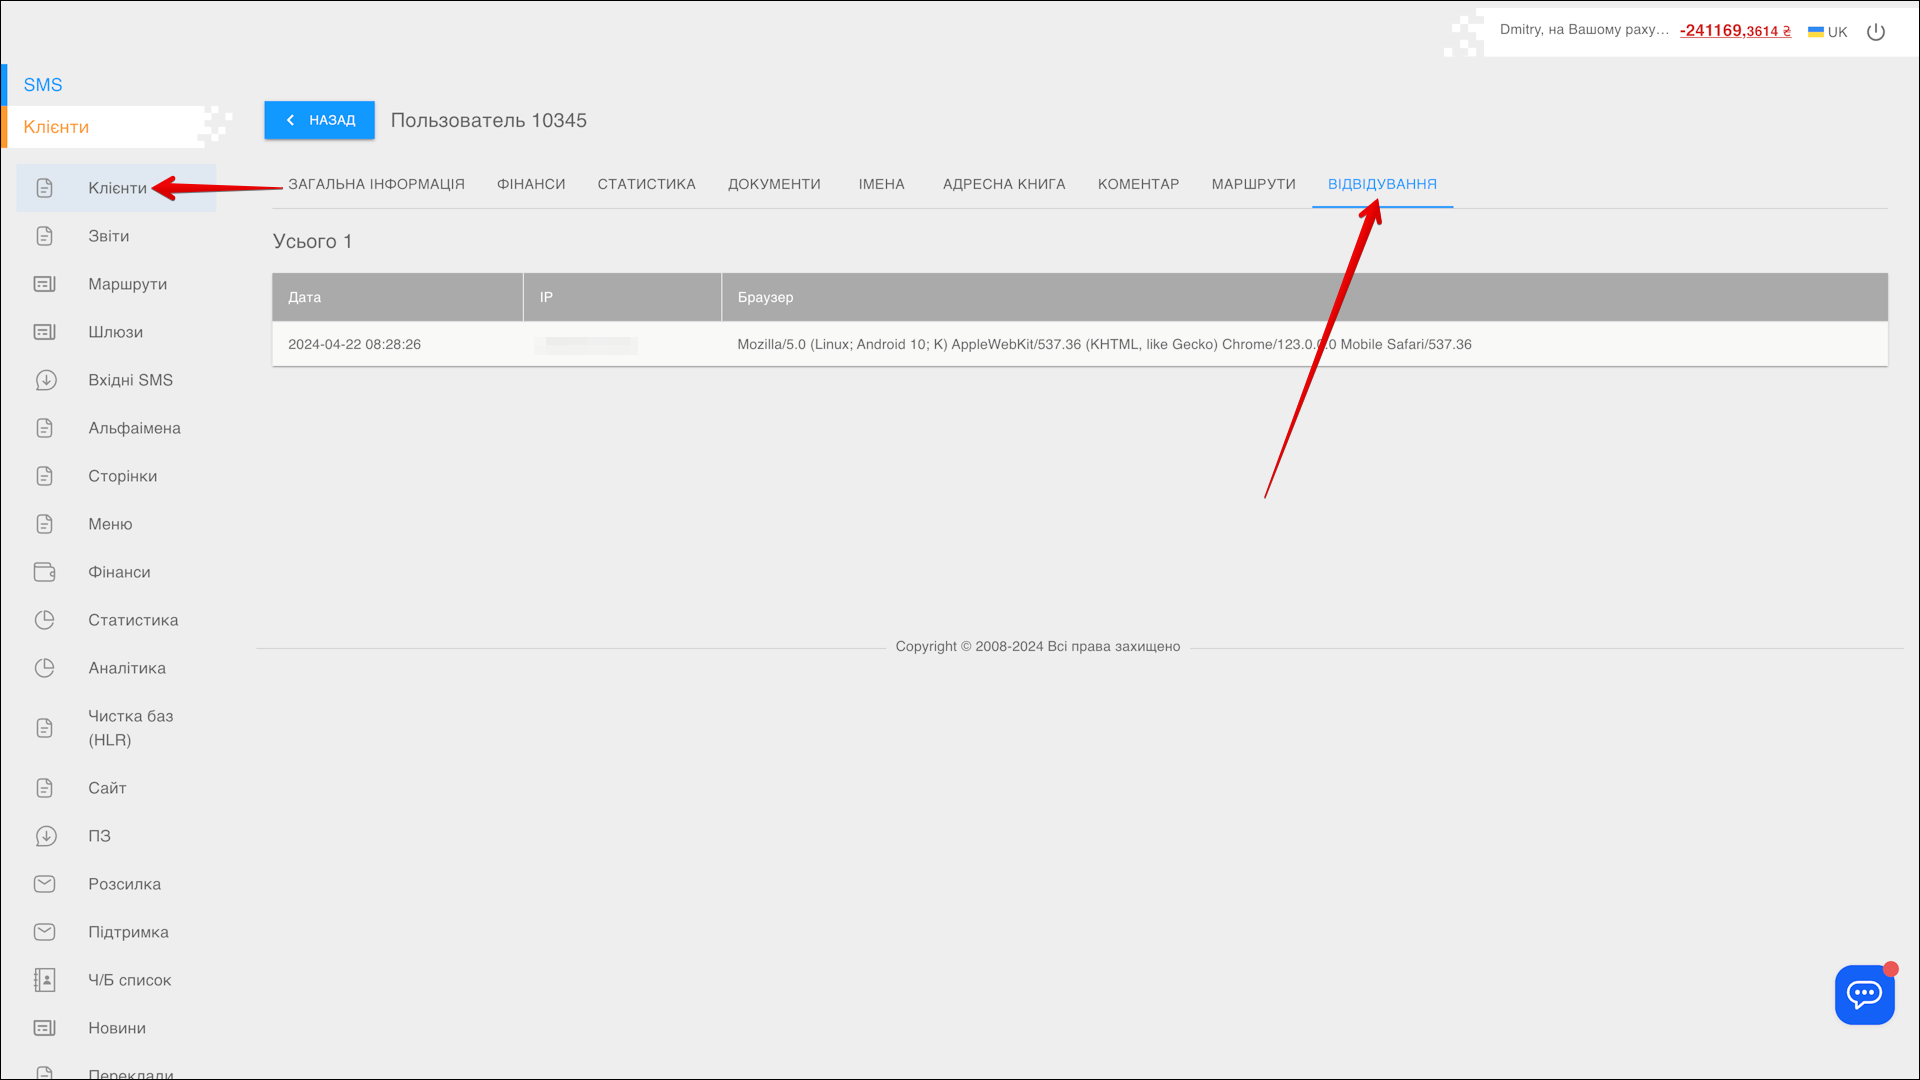 Dmitry, на Вашому раху... -241169,3614 ₴ UK
SMS
Клієнти
НАЗАД Пользователь 10345
Клієнти
Звіти
Маршрути
Шлюзи
Вхідні SMS
Альфаімена
Сторінки
Меню
Фінанси
Статистика
Аналітика
Чистка баз
(HLR)
Сайт
ПЗ
Розсилка
Підтримка
Ч/Б список
Новини
Переклади
ЗАГАЛЬНА ІНФОРМАЦІЯ ФІНАНСИ СТАТИСТИКА ДОКУМЕНТИ ІМЕНА АДРЕСНА КНИГА КОМЕНТАР МАРШРУТИ ВІДВІДУВАННЯ
Усього 1
Дата IP Браузер
2024-04-22 08:28:26 Mozilla/5.0 (Linux; Android 10; K) AppleWebKit/537.36 (KHTML, like Gecko) Chrome/123.0.0.0 Mobile Safari/537.36
Copyright © 2008-2024 Всі права захищено